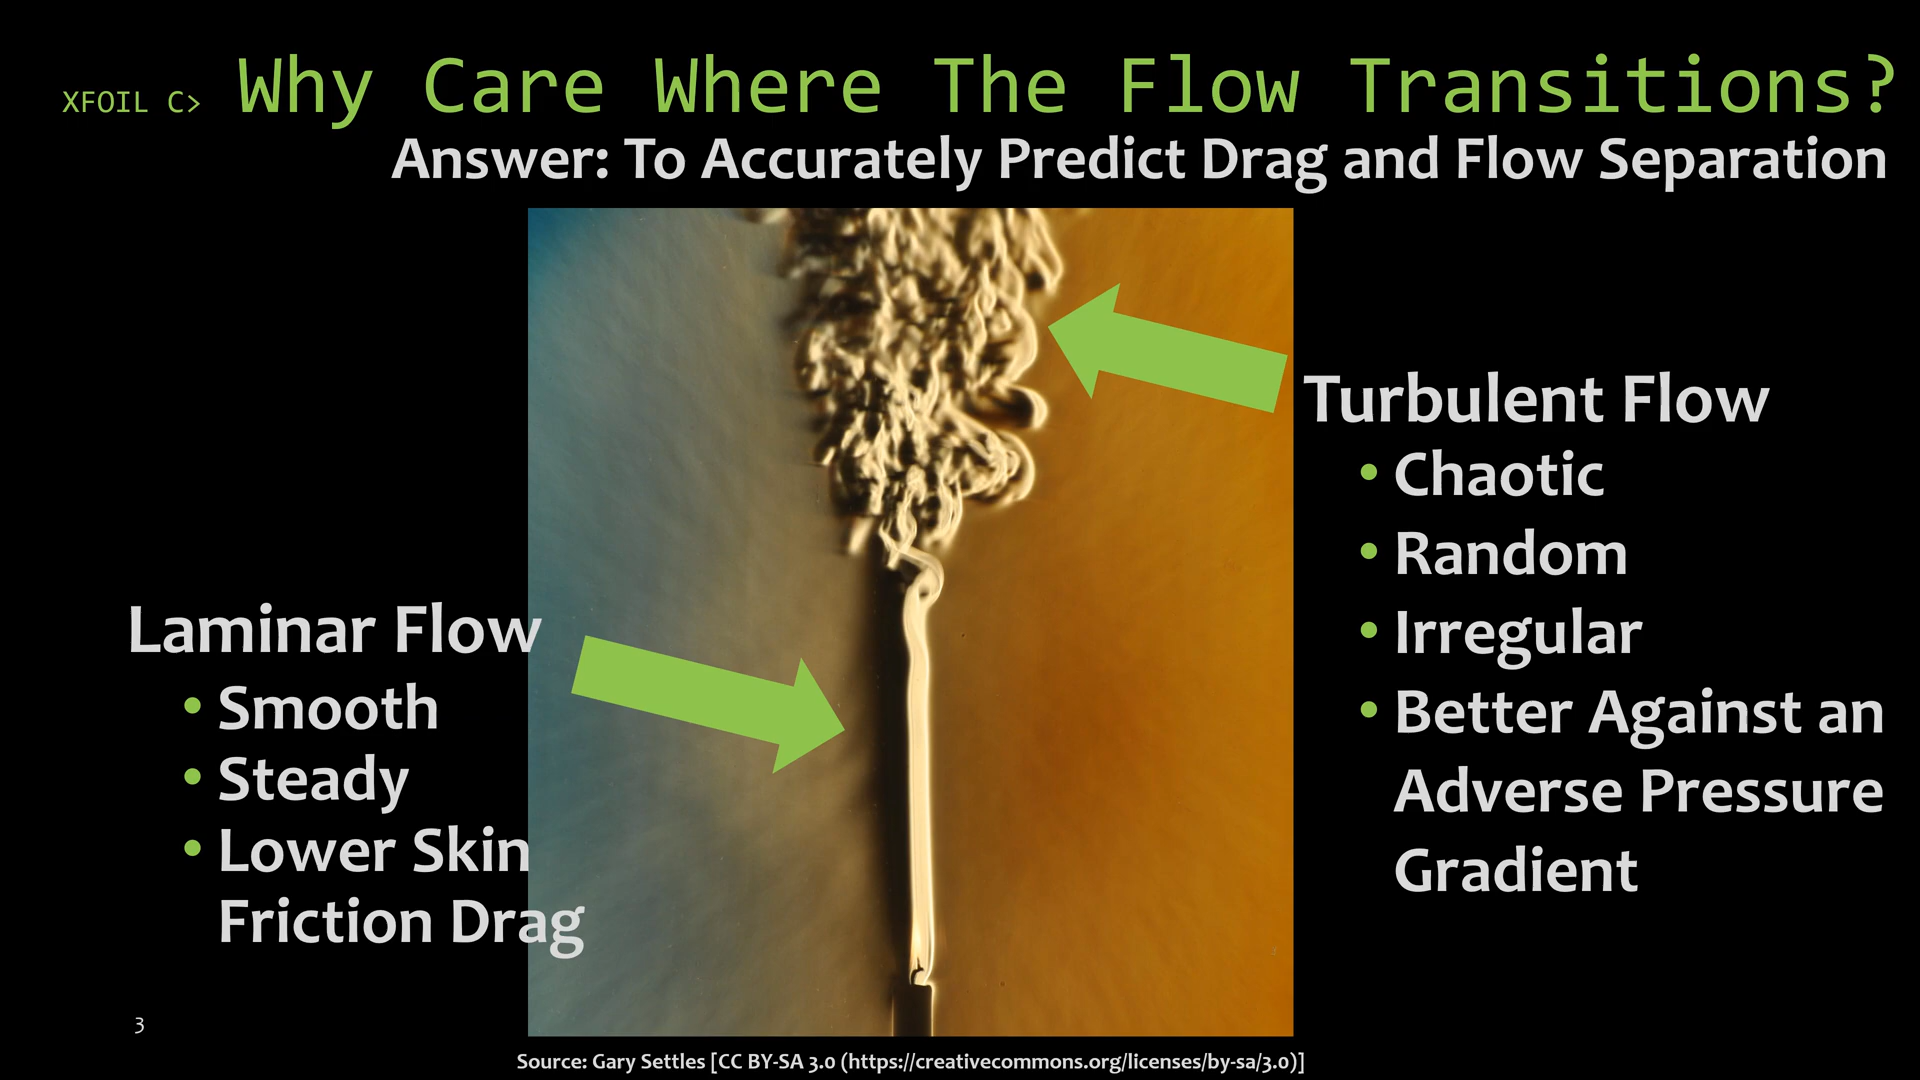 XFOIL C> Why Care Where The Flow Transitions?
Answer: To Accurately Predict Drag and Flow Separation
Laminar Flow
• Smooth
• Steady
• Lower Skin
Friction Drag
Turbulent Flow
• Chaotic
• Random
• Irregular
• Better Against an
Adverse Pressure
Gradient
3
Source: Gary Settles [CC BY-SA 3.0 (https://creativecommons.org/licenses/by-sa/3.0)]